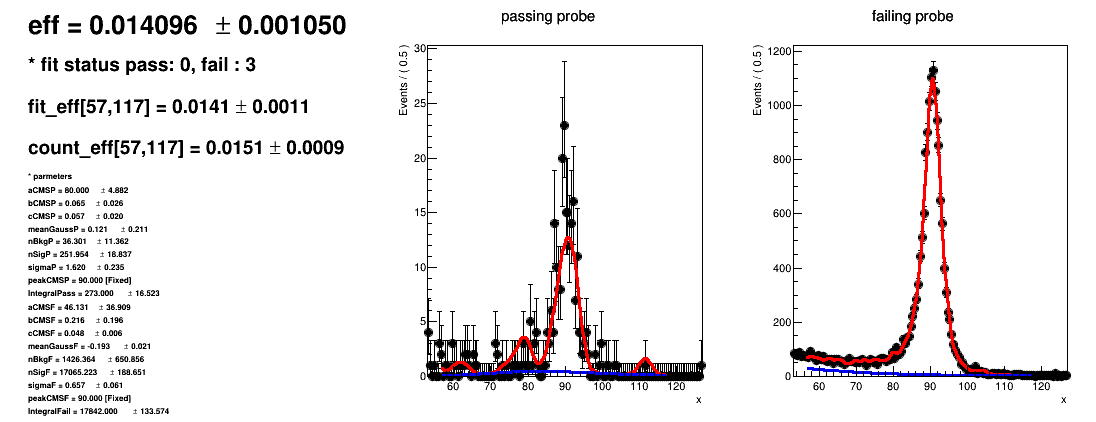 eff = 0.014096 ± 0.001050
* fit status pass: 0, fail : 3
fit_eff[57,117] = 0.0141 ± 0.0011
count_eff[57,117] = 0.0151 ± 0.0009
* parmeters
aCMSP = 80.000 ± 4.882
bCMSP = 0.065 ± 0.026
cCMSP = 0.057 ± 0.020
meanGaussP = 0.121 ± 0.211
nBkgP = 36.301 ± 11.362
nSigP = 251.954 ± 18.837
sigmaP = 1.620 ± 0.235
peakCMSP = 90.000 [Fixed]
IntegralPass = 273.000 ± 16.523
aCMSF = 46.131 ± 36.909
bCMSF = 0.216 ± 0.196
cCMSF = 0.048 ± 0.006
meanGaussF = -0.193 ± 0.021
nBkgF = 1426.364 ± 650.856
nSigF = 17065.223 ± 188.651
sigmaF = 0.657 ± 0.061
peakCMSF = 90.000 [Fixed]
IntegralFail = 17842.000 ± 133.574
passing probe
Events / ( 0.5 )
30
25
20
15
10
5
0
60 70 80 90 100 110 120
x
failing probe
Events / ( 0.5 )
1200
1000
800
600
400
200
0
60 70 80 90 100 110 120
x